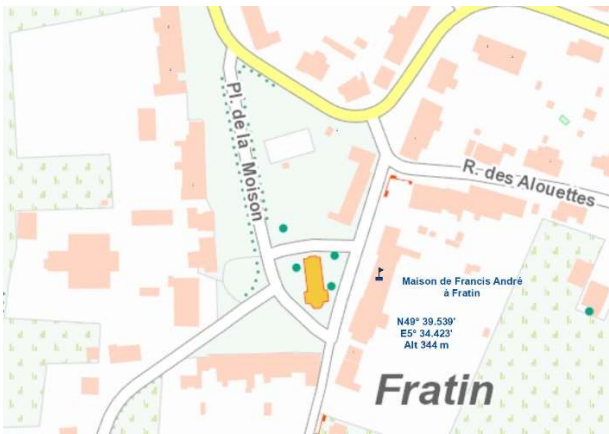 Pl. de la Moison
R. des Alouettes
Maison de Francis André
à Fratin
N49° 39.539'
E5° 34.423'
Alt 344 m
Fratin